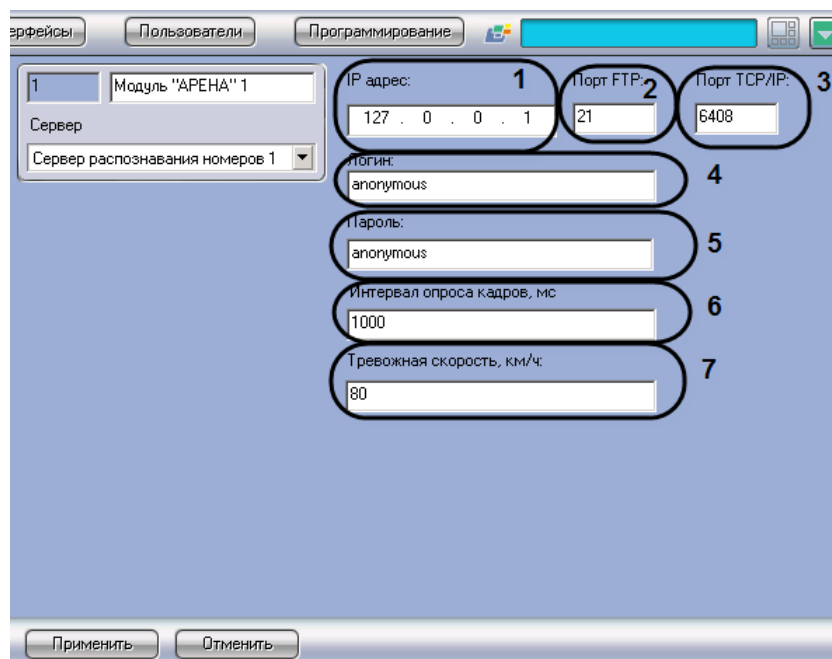 ерфейсы Пользователи Программирование
1 Модуль "АРЕНА" 1
Сервер
Сервер распознавания номеров 1
IP адрес: 1 Порт FTP: 2 Порт TCP/IP: 3
127 . 0 . 0 . 1 21 6408
Логин: 4
anonymous
Пароль: 5
anonymous
Интервал опроса кадров, мс 6
1000
Тревожная скорость, км/ч: 7
80
Применить Отменить